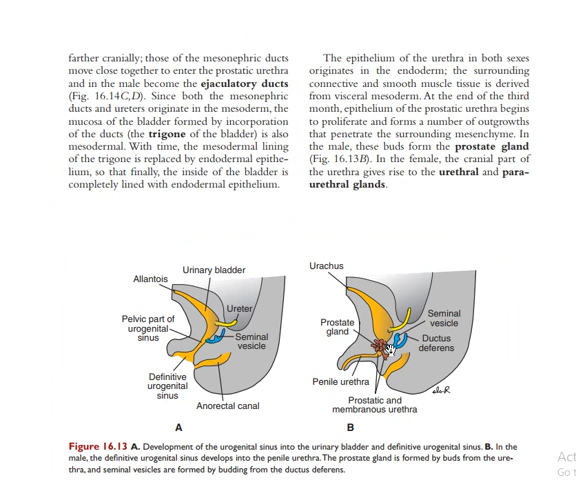 farther cranially; those of the mesonephric ducts
move close together to enter the prostatic urethra
and in the male become the ejaculatory ducts
(Fig. 16.14C,D). Since both the mesonephric
ducts and ureters originate in the mesoderm, the
mucosa of the bladder formed by incorporation
of the ducts (the trigone of the bladder) is also
mesodermal. With time, the mesodermal lining
of the trigone is replaced by endodermal epithe-
lium, so that finally, the inside of the bladder is
completely lined with endodermal epithelium.
The epithelium of the urethra in both sexes
originates in the endoderm; the surrounding
connective and smooth muscle tissue is derived
from visceral mesoderm. At the end of the third
month, epithelium of the prostatic urethra begins
to proliferate and forms a number of outgrowths
that penetrate the surrounding mesenchyme. In
the male, these buds form the prostate gland
(Fig. 16.13B). In the female, the cranial part of
the urethra gives rise to the urethral and para-
urethral glands.
Urinary bladder
Allantois
Ureter
Pelvic part of
urogenital
sinus
Seminal
vesicle
Definitive
urogenital
sinus
Anorectal canal
A
Urachus
Seminal
vesicle
Prostate
gland
Ductus
deferens
Penile urethra
Prostatic and
membranous urethra
B
Figure 16.13 A. Development of the urogenital sinus into the urinary bladder and definitive urogenital sinus. B. In the
male, the definitive urogenital sinus develops into the penile urethra. The prostate gland is formed by buds from the ure-
thra, and seminal vesicles are formed by budding from the ductus deferens.
Act
Go t